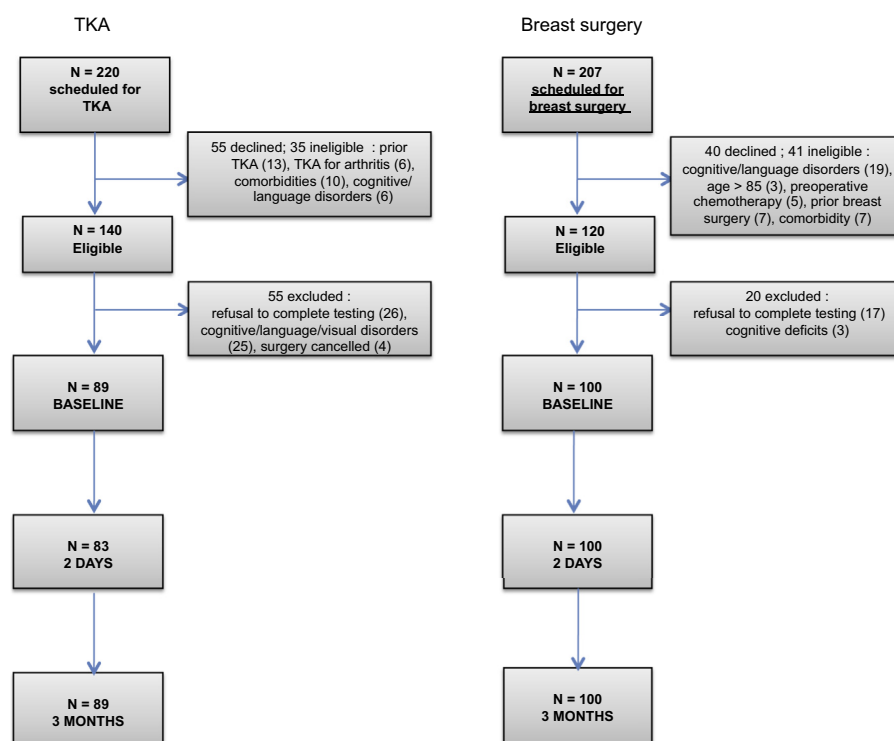 TKA
N = 220
scheduled for
TKA
55 declined; 35 ineligible : prior
TKA (13), TKA for arthritis (6),
comorbidities (10), cognitive/
language disorders (6)
N = 140
Eligible
55 excluded :
refusal to complete testing (26),
cognitive/language/visual disorders
(25), surgery cancelled (4)
N = 89
BASELINE
N = 83
2 DAYS
N = 89
3 MONTHS
Breast surgery
N = 207
scheduled for
breast surgery
40 declined ; 41 ineligible :
cognitive/language disorders (19),
age > 85 (3), preoperative
chemotherapy (5), prior breast
surgery (7), comorbidity (7)
N = 120
Eligible
20 excluded :
refusal to complete testing (17)
cognitive deficits (3)
N = 100
BASELINE
N = 100
2 DAYS
N = 100
3 MONTHS